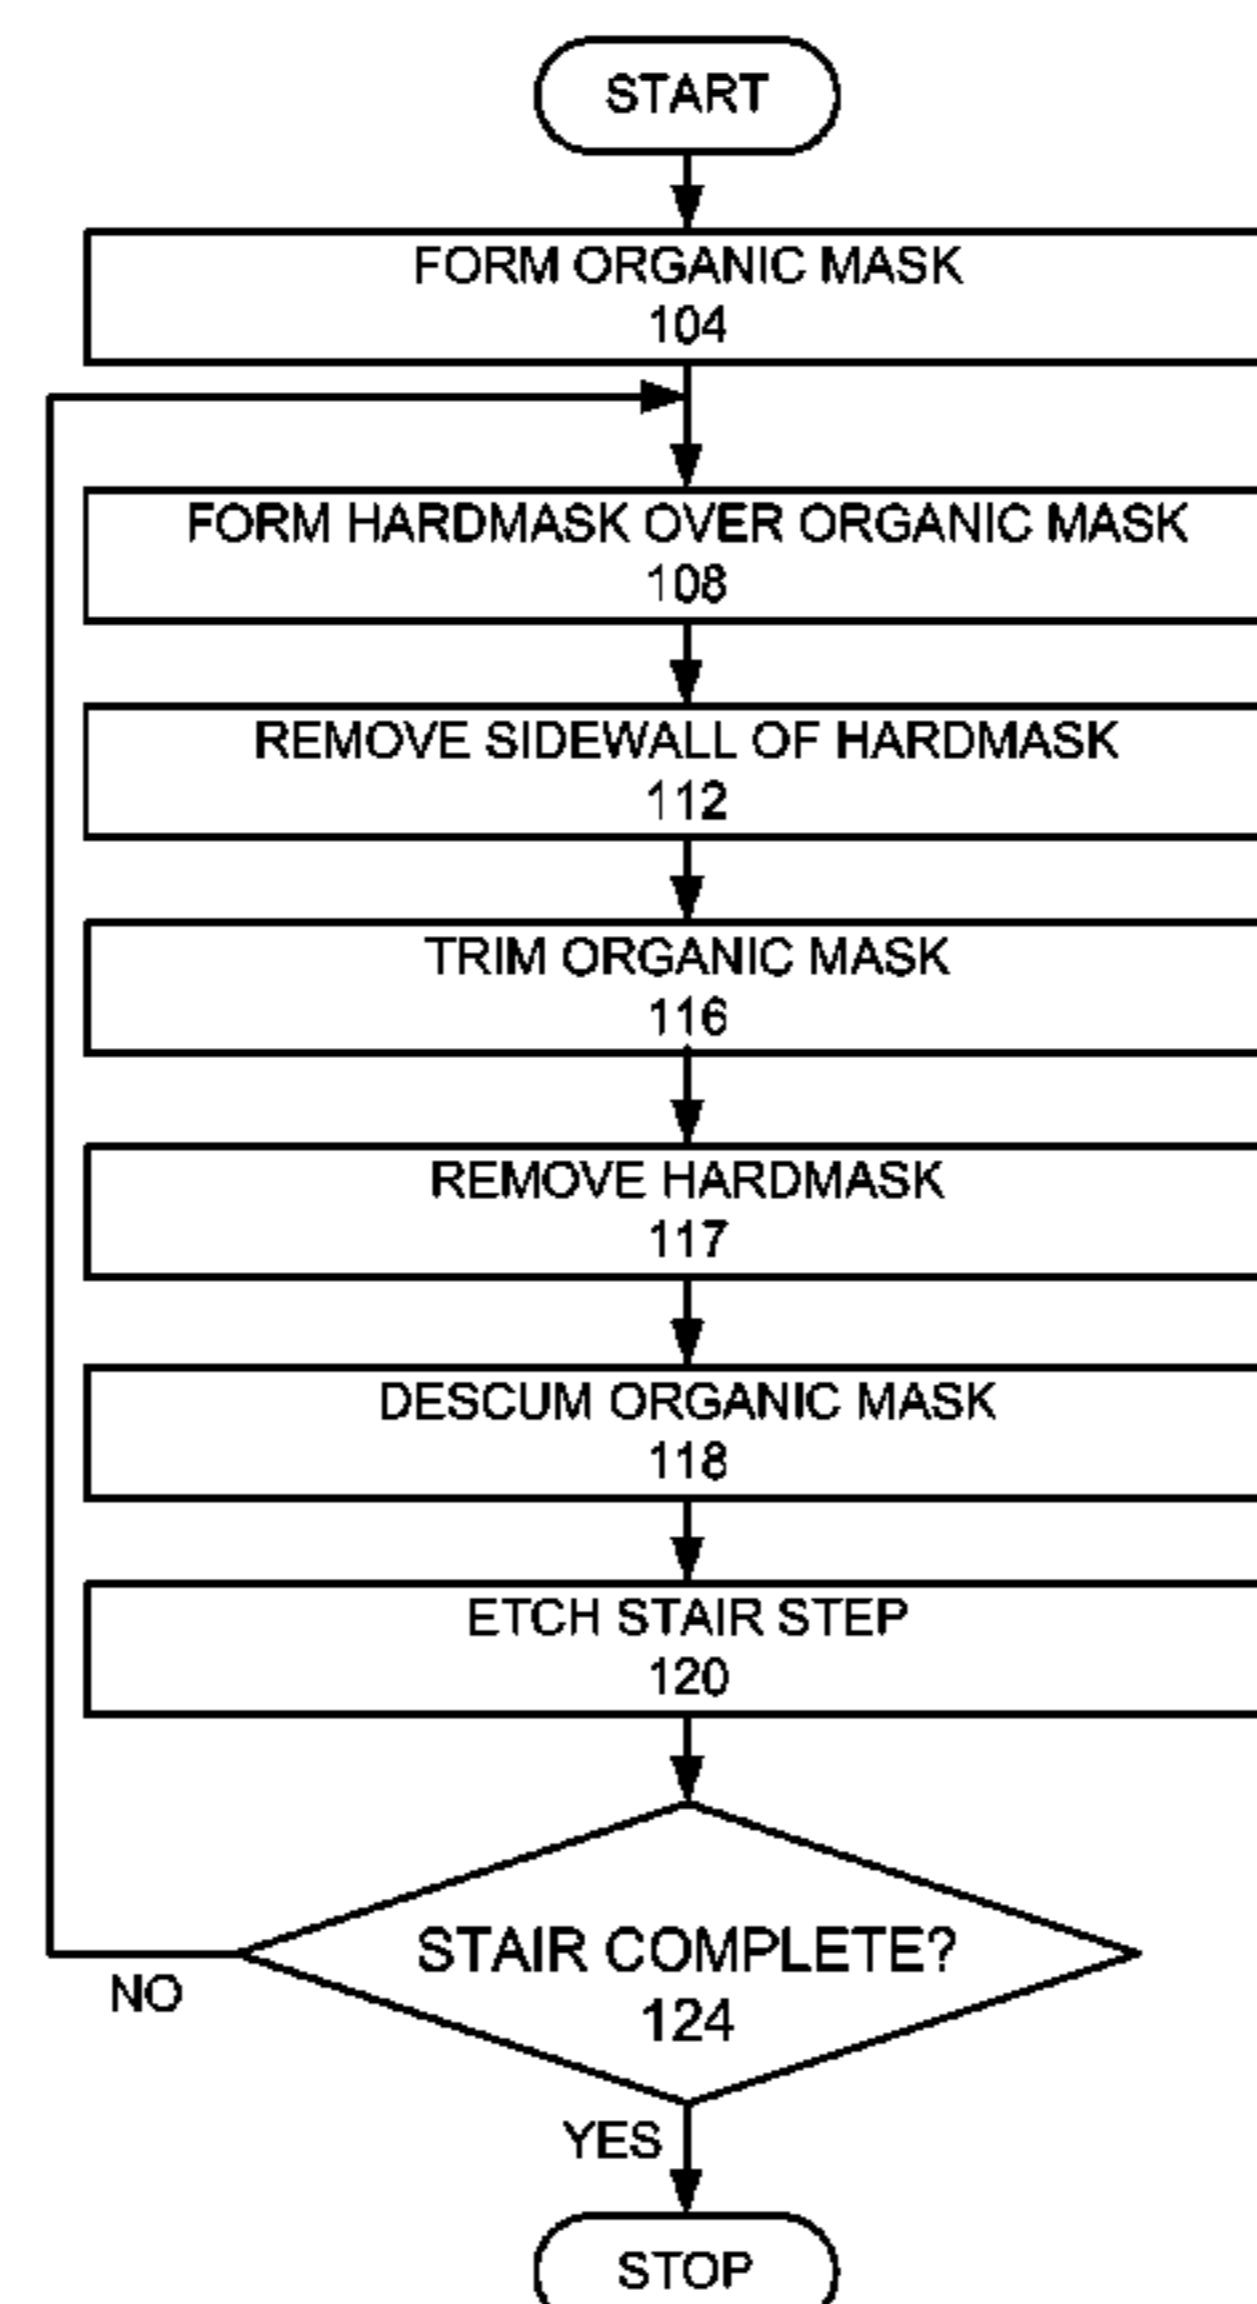 START
FORM ORGANIC MASK
104
FORM HARDMASK OVER ORGANIC MASK
108
REMOVE SIDEWALL OF HARDMASK
112
TRIM ORGANIC MASK
116
REMOVE HARDMASK
117
DESCUM ORGANIC MASK
118
ETCH STAIR STEP
120
STAIR COMPLETE?
124
NO
YES
STOP